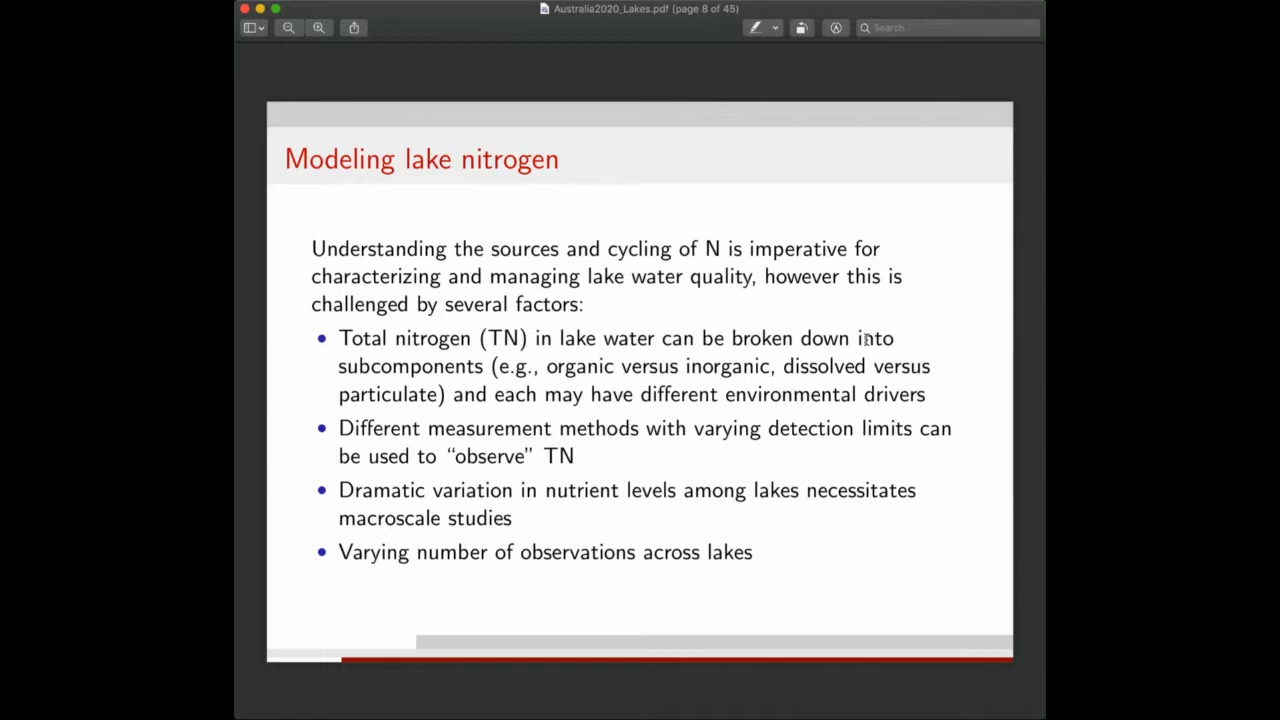 Australia2020_Lakes.pdf (page 8 of 45)
Search
Modeling lake nitrogen
Understanding the sources and cycling of N is imperative for
characterizing and managing lake water quality, however this is
challenged by several factors:
• Total nitrogen (TN) in lake water can be broken down into
subcomponents (e.g., organic versus inorganic, dissolved versus
particulate) and each may have different environmental drivers
• Different measurement methods with varying detection limits can
be used to “observe” TN
• Dramatic variation in nutrient levels among lakes necessitates
macroscale studies
• Varying number of observations across lakes